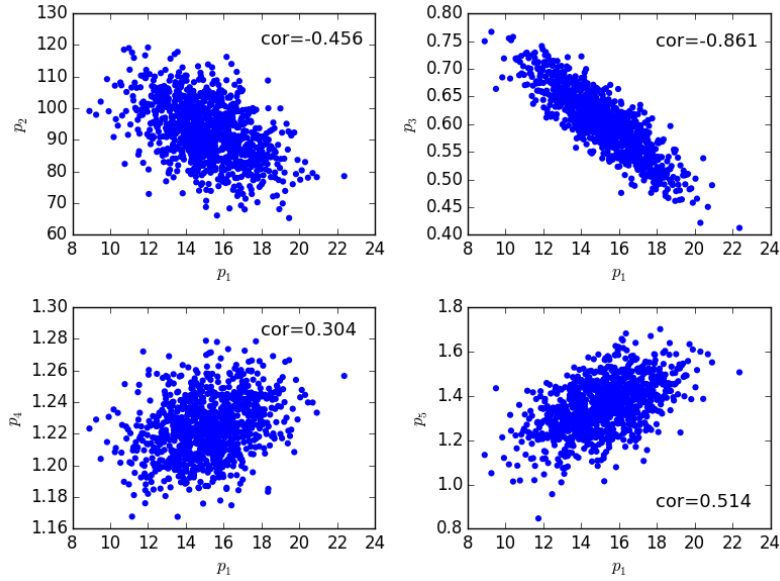 cor=-0.456
130
120
110
100
90
80
70
60
p₂
8 10 12 14 16 18 20 22 24
p₁
cor=-0.861
0.80
0.75
0.70
0.65
0.60
0.55
0.50
0.45
0.40
p₃
8 10 12 14 16 18 20 22 24
p₁
cor=0.304
1.30
1.28
1.26
1.24
1.22
1.20
1.18
1.16
p₄
8 10 12 14 16 18 20 22 24
p₁
1.8
1.6
1.4
1.2
1.0
0.8
p₅
cor=0.514
8 10 12 14 16 18 20 22 24
p₁